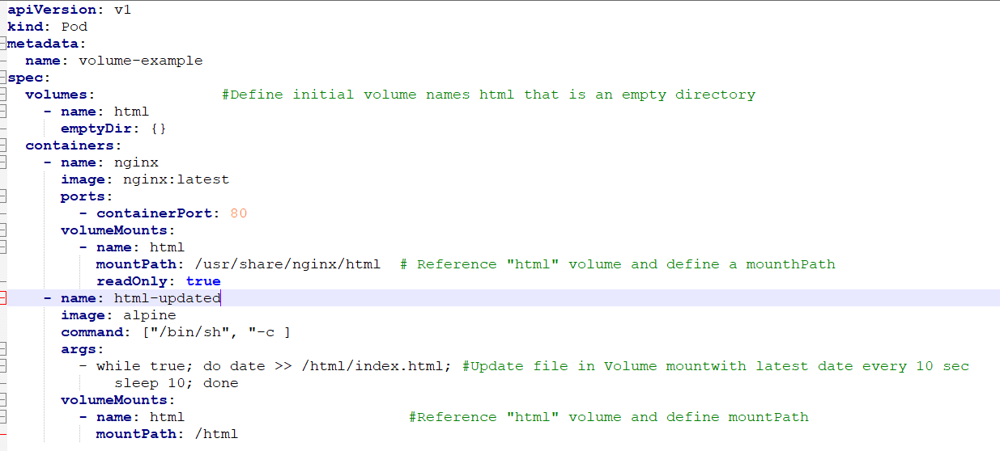 apiVersion: v1
kind: Pod
metadata:
  name: volume-example
spec:
  volumes:              #Define initial volume names html that is an empty directory
    - name: html
      emptyDir: {}
  containers:
    - name: nginx
      image: nginx:latest
      ports:
        - containerPort: 80
      volumeMounts:
        - name: html
          mountPath: /usr/share/nginx/html  # Reference "html" volume and define a mounthPath
          readOnly: true
    - name: html-updated
      image: alpine
      command: ["/bin/sh", "-c ]
      args:
        - while true; do date >> /html/index.html; #Update file in Volume mountwith latest date every 10 sec
            sleep 10; done
      volumeMounts:
        - name: html                         #Reference "html" volume and define mountPath
          mountPath: /html